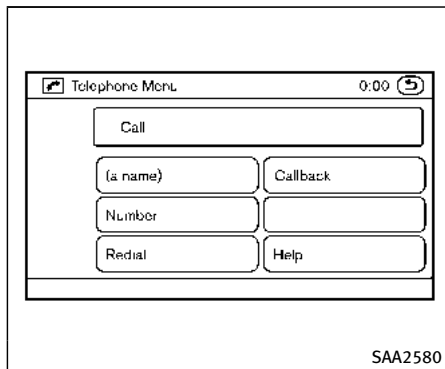 Telephone Menu 0:00
Call
(a name) Callback
Number
Redial Help
SAA2580